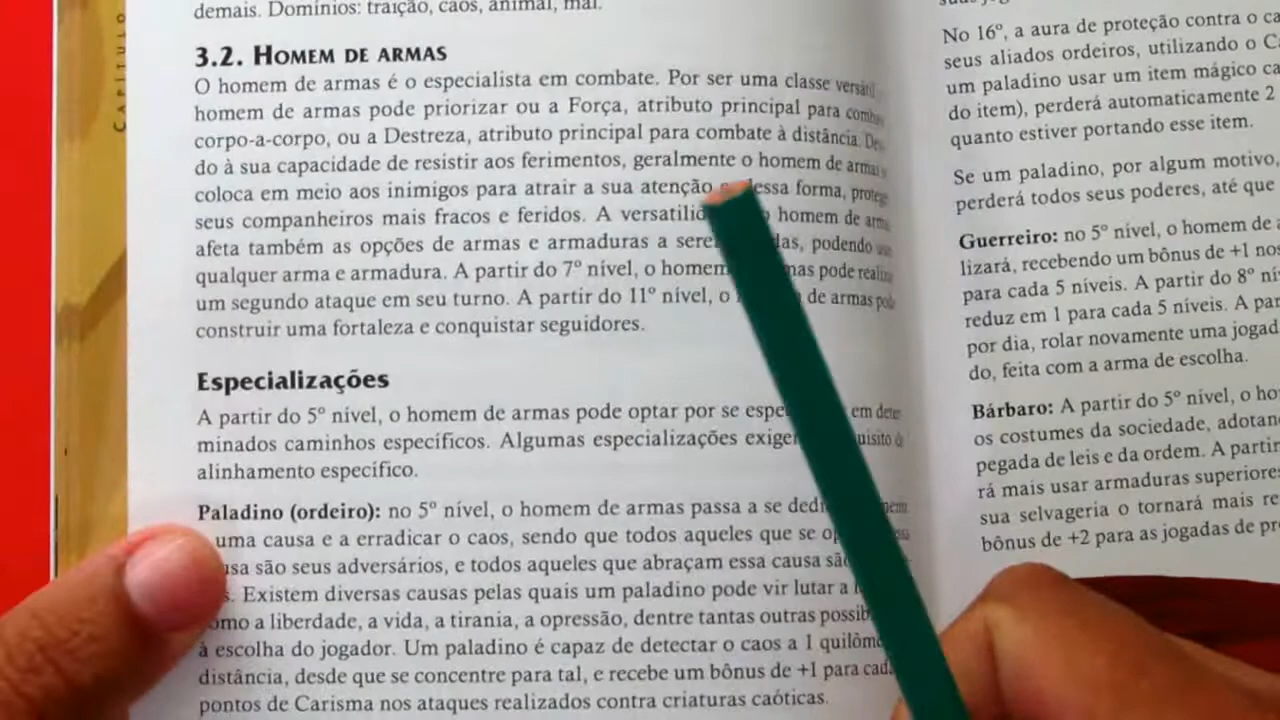 CAPÍTULO
demais. Domínios: traição, caos, animal, mal.
3.2. HOMEM DE ARMAS
O homem de armas é o especialista em combate. Por ser uma classe versátil
homem de armas pode priorizar ou a Força, atributo principal para
corpo-a-corpo, ou a Destreza, atributo principal para combate à distância.
do à sua capacidade de resistir aos ferimentos, geralmente o homem de armas
coloca em meio aos inimigos para atrair a sua atenção dessa forma,
seus companheiros mais fracos e feridos. A homem de
afeta também as opções de armas e armaduras a podendo
qualquer arma e armadura. A partir do 7º nível, o homem pode
um segundo ataque em seu turno. A partir do 11º nível, o de armas
construir uma fortaleza e conquistar seguidores.
Especializações
A partir do 5º nível, o homem de armas pode optar por se em
minados caminhos específicos. Algumas especializações
alinhamento específico.
Paladino (ordeiro): no 5º nível, o homem de armas passa a se
uma causa e a erradicar o caos, sendo que todos aqueles que se
são seus adversários, e todos aqueles que abraçam essa causa
Existem diversas causas pelas quais um paladino pode vir lutar a
a liberdade, a vida, a tirania, a opressão, dentre tantas outras
à escolha do jogador. Um paladino é capaz de detectar o caos a 1
distância, desde que se concentre para tal, e recebe um bônus de +1 para
pontos de Carisma nos ataques realizados contra criaturas caóticas.
No 16º, a aura de proteção contra o
seus aliados ordeiros, utilizando o
um paladino usar um item mágico
do item), perderá automaticamente 2
quanto estiver portando esse item.
Se um paladino, por algum motivo,
perderá todos seus poderes, até que
Guerreiro: no 5º nível, o homem de
lizará, recebendo um bônus de +1
para cada 5 níveis. A partir do 8º
reduz em 1 para cada 5 níveis. A
por dia, rolar novamente uma
do, feita com a arma de escolha.
Bárbaro: A partir do 5º nível, o
os costumes da sociedade,
pegada de leis e da ordem. A
rá mais usar armaduras
sua selvageria o tornará mais
bônus de +2 para as jogadas de